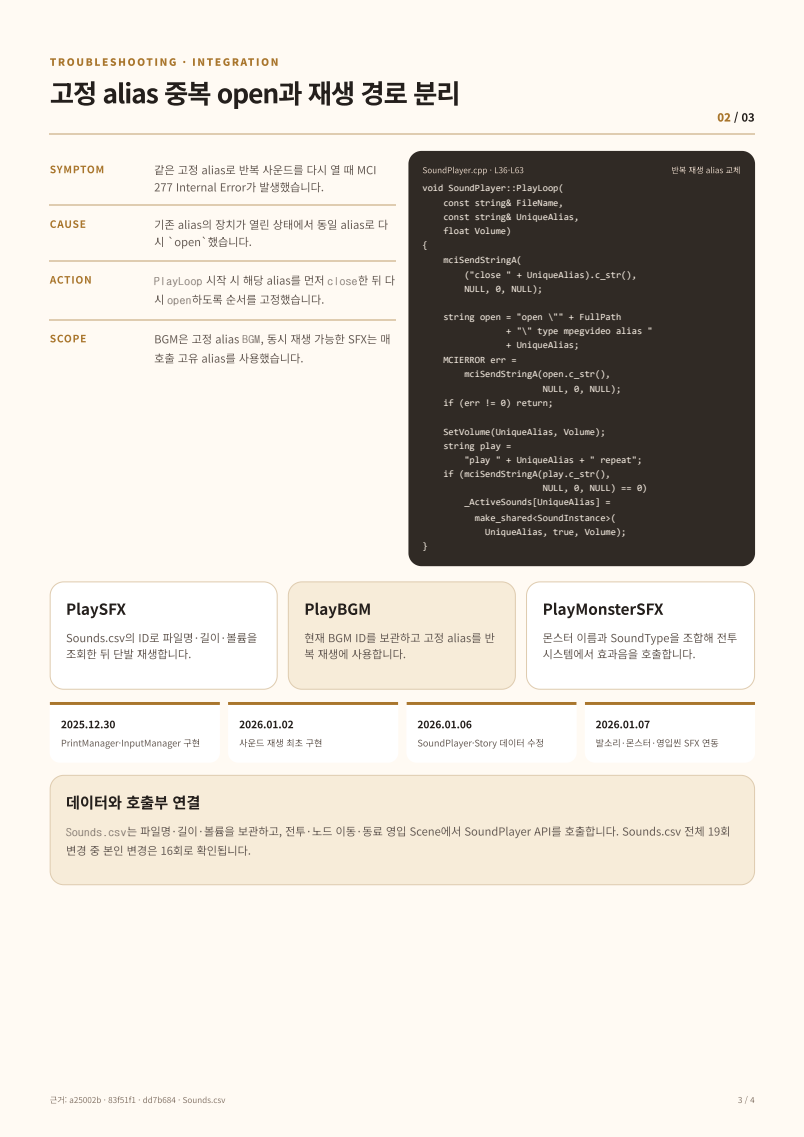 TROUBLESHOOTING · INTEGRATION
고정 alias 중복 open과 재생 경로 분리
02 / 03
SYMPTOM
같은 고정 alias로 반복 사운드를 다시 열 때 MCI
277 Internal Error가 발생했습니다.
CAUSE
기존 alias의 장치가 열린 상태에서 동일 alias로 다
시 `open`했습니다.
ACTION
PlayLoop 시작 시 해당 alias를 먼저 close한 뒤 다
시 open하도록 순서를 고정했습니다.
SCOPE
BGM은 고정 alias BGM, 동시 재생 가능한 SFX는 매
호출 고유 alias를 사용했습니다.
SoundPlayer.cpp · L36-L63
반복 재생 alias 교체
void SoundPlayer::PlayLoop(
    const string& FileName,
    const string& UniqueAlias,
    float Volume)
{
    mciSendStringA(
        ("close " + UniqueAlias).c_str(),
        NULL, 0, NULL);
    string open = "open \"" + FullPath
                + "\" type mpegvideo alias "
                + UniqueAlias;
    MCIERROR err =
        mciSendStringA(open.c_str(),
                       NULL, 0, NULL);
    if (err != 0) return;
    SetVolume(UniqueAlias, Volume);
    string play =
        "play " + UniqueAlias + " repeat";
    if (mciSendStringA(play.c_str(),
                       NULL, 0, NULL) == 0)
        _ActiveSounds[UniqueAlias] =
          make_shared<SoundInstance>(
            UniqueAlias, true, Volume);
}
PlaySFX
Sounds.csv의 ID로 파일명·길이·볼륨을
조회한 뒤 단발 재생합니다.
PlayBGM
현재 BGM ID를 보관하고 고정 alias를 반
복 재생에 사용합니다.
PlayMonsterSFX
몬스터 이름과 SoundType을 조합해 전투
시스템에서 효과음을 호출합니다.
2025.12.30
PrintManager·InputManager 구현
2026.01.02
사운드 재생 최초 구현
2026.01.06
SoundPlayer·Story 데이터 수정
2026.01.07
발소리·몬스터·영입씬 SFX 연동
데이터와 호출부 연결
Sounds.csv는 파일명·길이·볼륨을 보관하고, 전투·노드 이동·동료 영입 Scene에서 SoundPlayer API를 호출합니다. Sounds.csv 전체 19회
변경 중 본인 변경은 16회로 확인됩니다.
근거: a25002b · 83f51f1 · dd7b684 · Sounds.csv
3 / 4